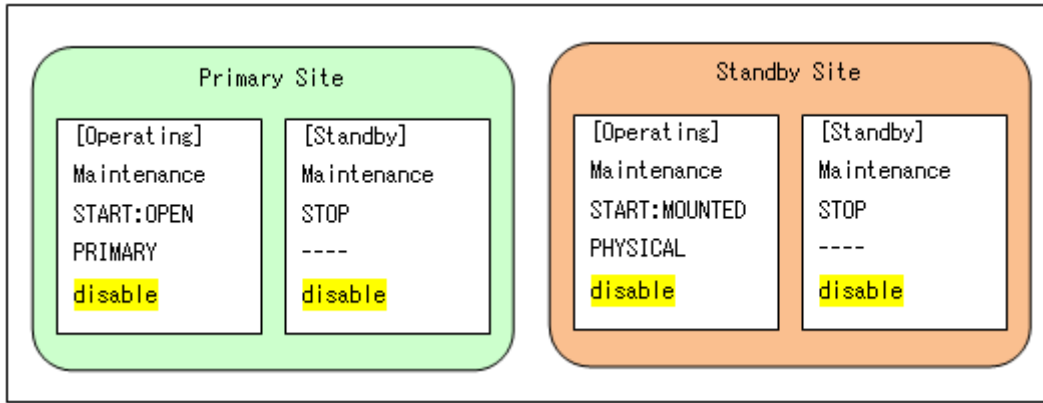 Primary Site
[Operating]
Maintenance
START:OPEN
PRIMARY
disable
[Standby]
Maintenance
STOP
----
disable
Standby Site
[Operating]
Maintenance
START:MOUNTED
PHYSICAL
disable
[Standby]
Maintenance
STOP
----
disable